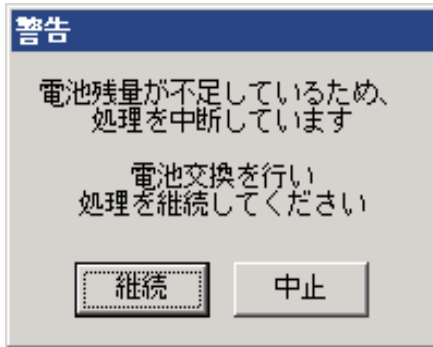 警告
電池残量が不足しているため、
処理を中断しています
電池交換を行い
処理を継続してください
継続
中止